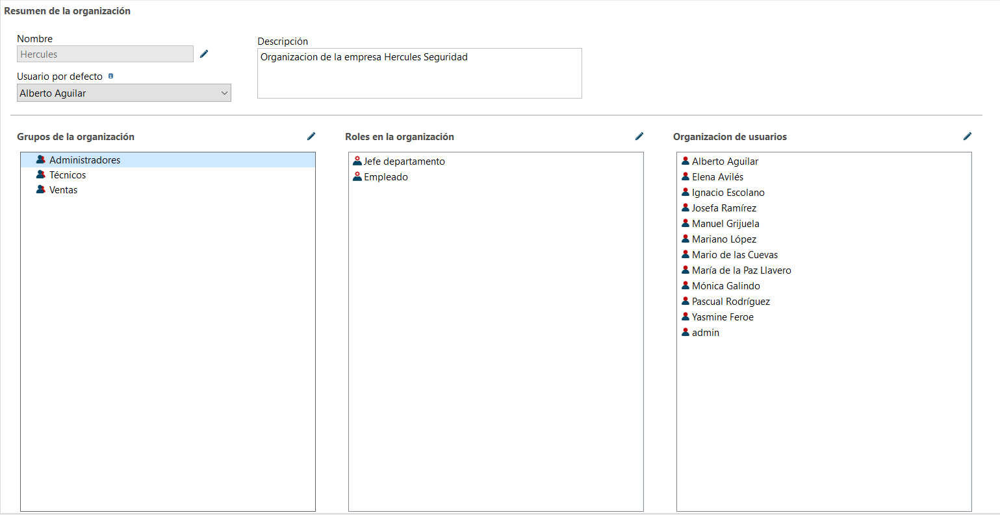 Resumen de la organización
Nombre
Hercules
Usuario por defecto
Alberto Aguilar
Descripción
Organizacion de la empresa Hercules Seguridad
Grupos de la organización
Administradores
Técnicos
Ventas
Roles en la organización
Jefe departamento
Empleado
Organizacion de usuarios
Alberto Aguilar
Elena Avilés
Ignacio Escolano
Josefa Ramírez
Manuel Grijuela
Mariano López
Mario de las Cuevas
María de la Paz Llavero
Mónica Galindo
Pascual Rodríguez
Yasmine Feroe
admin